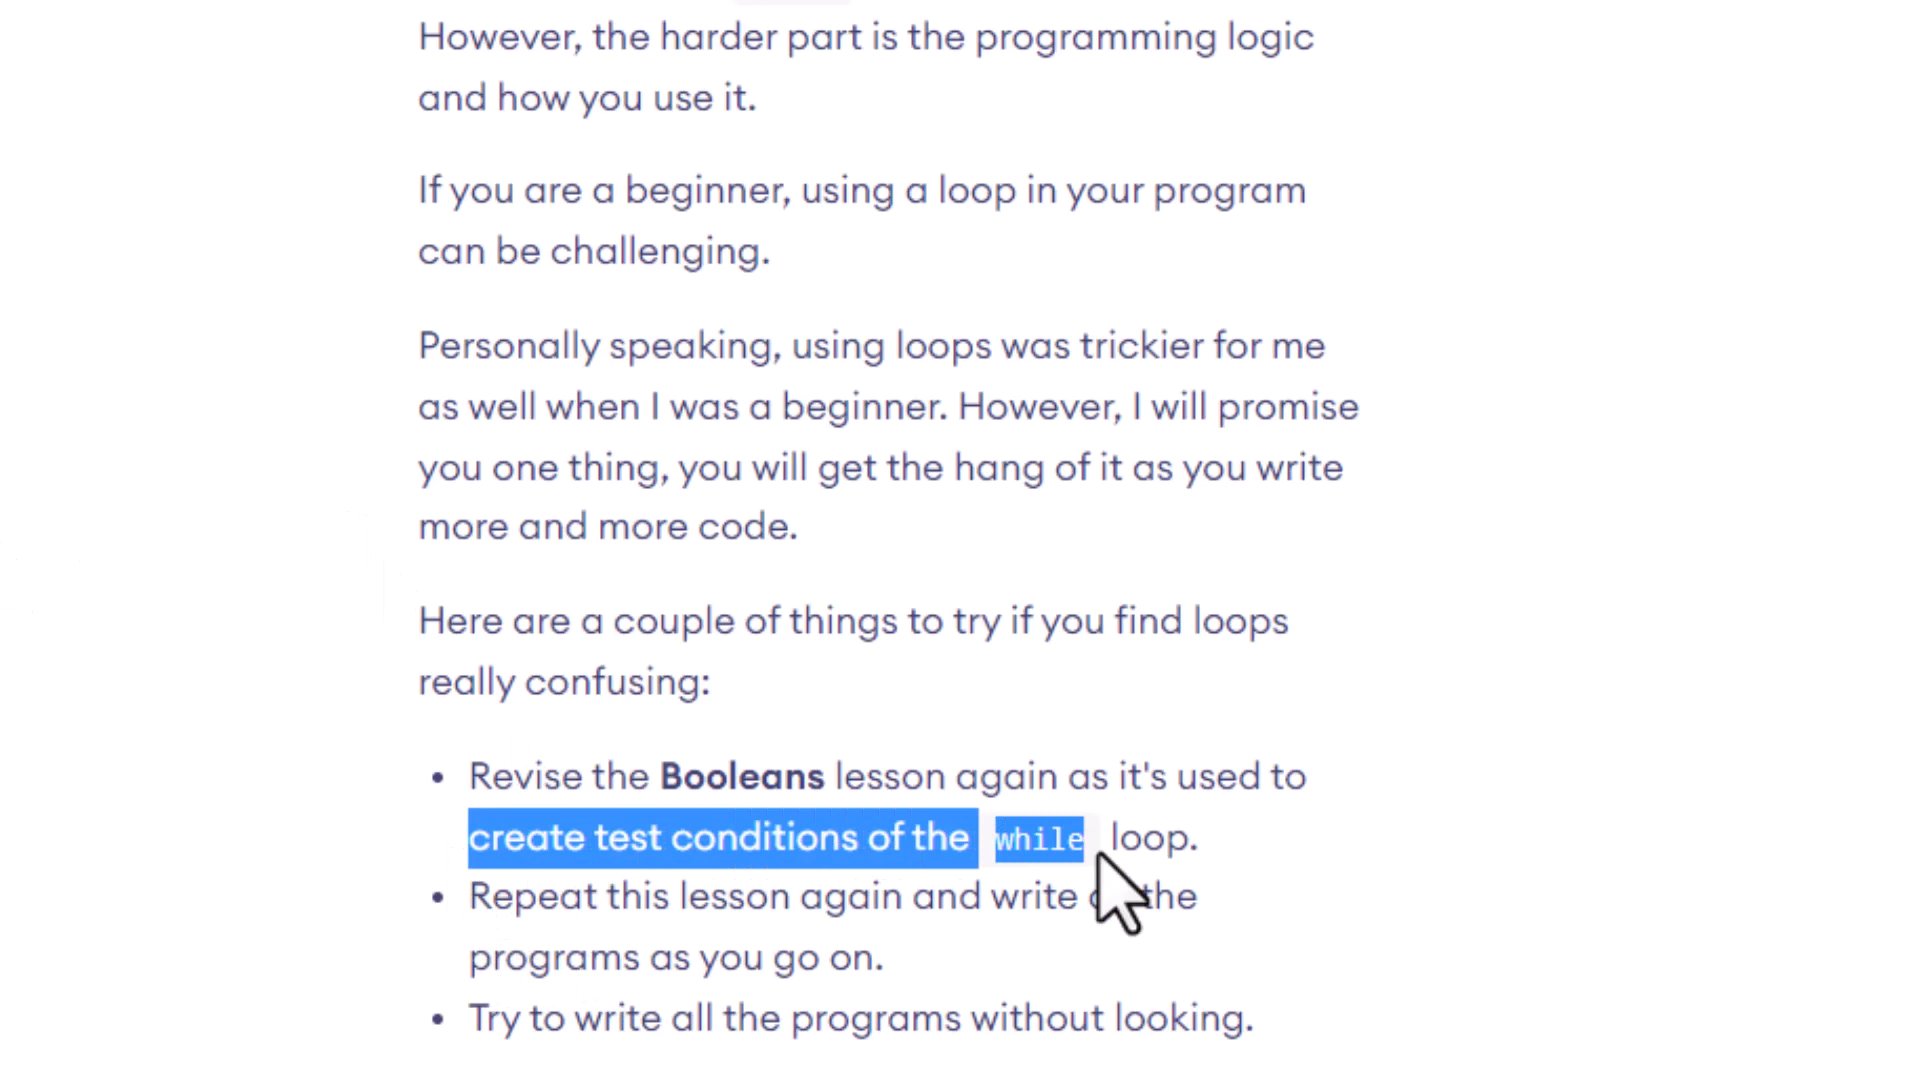 However, the harder part is the programming logic
and how you use it.
If you are a beginner, using a loop in your program
can be challenging.
Personally speaking, using loops was trickier for me
as well when I was a beginner. However, I will promise
you one thing, you will get the hang of it as you write
more and more code.
Here are a couple of things to try if you find loops
really confusing:
• Revise the Booleans lesson again as it's used to
create test conditions of the while loop.
• Repeat this lesson again and write the
programs as you go on.
• Try to write all the programs without looking.